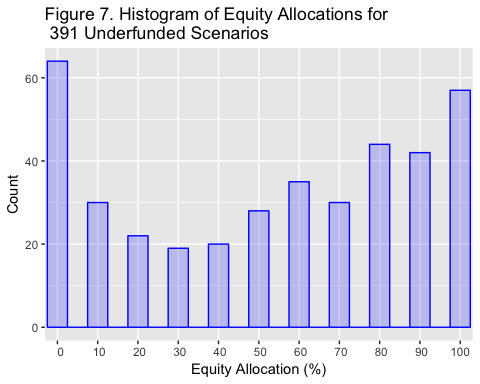 Figure 7. Histogram of Equity Allocations for
391 Underfunded Scenarios
60
40
20
0
Count
0 10 20 30 40 50 60 70 80 90 100
Equity Allocation (%)